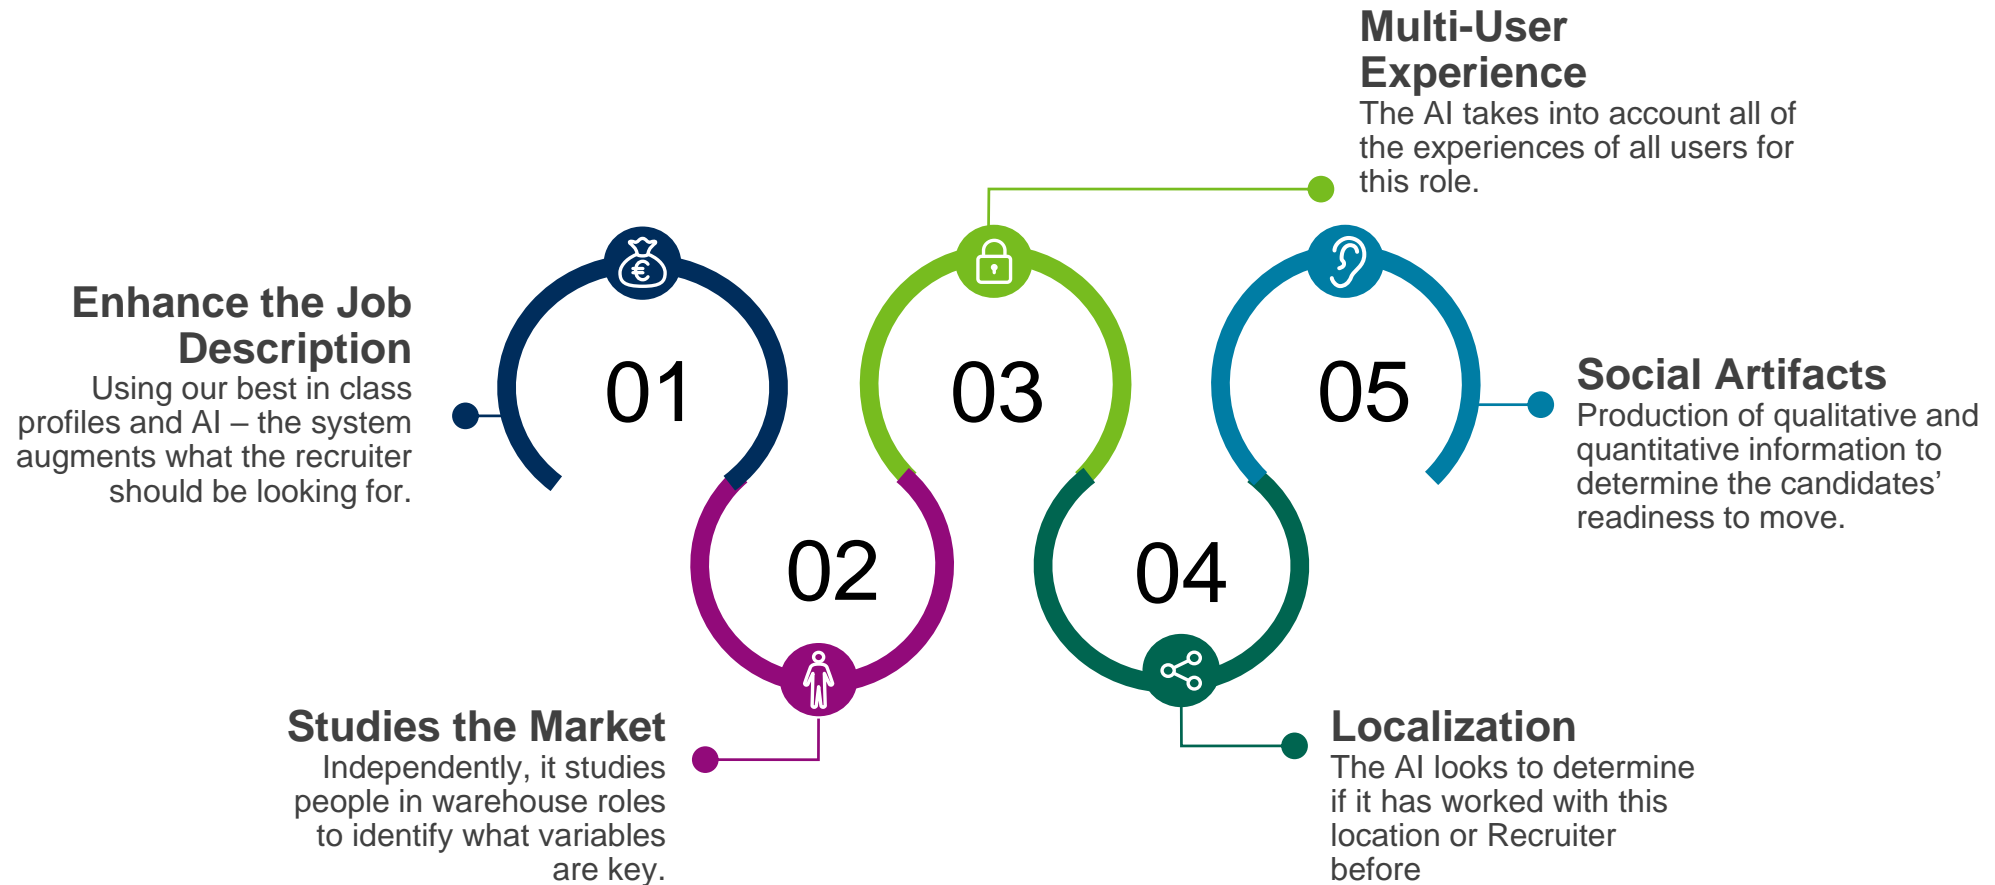 Enhance the Job
Description
Using our best in class
profiles and AI – the system
augments what the recruiter
should be looking for.
01
Studies the Market
Independently, it studies
people in warehouse roles
to identify what variables
are key.
02
Multi-User
Experience
The AI takes into account all of
the experiences of all users for
this role.
03
Localization
The AI looks to determine
if it has worked with this
location or Recruiter
before
04
Social Artifacts
Production of qualitative and
quantitative information to
determine the candidates’
readiness to move.
05
€